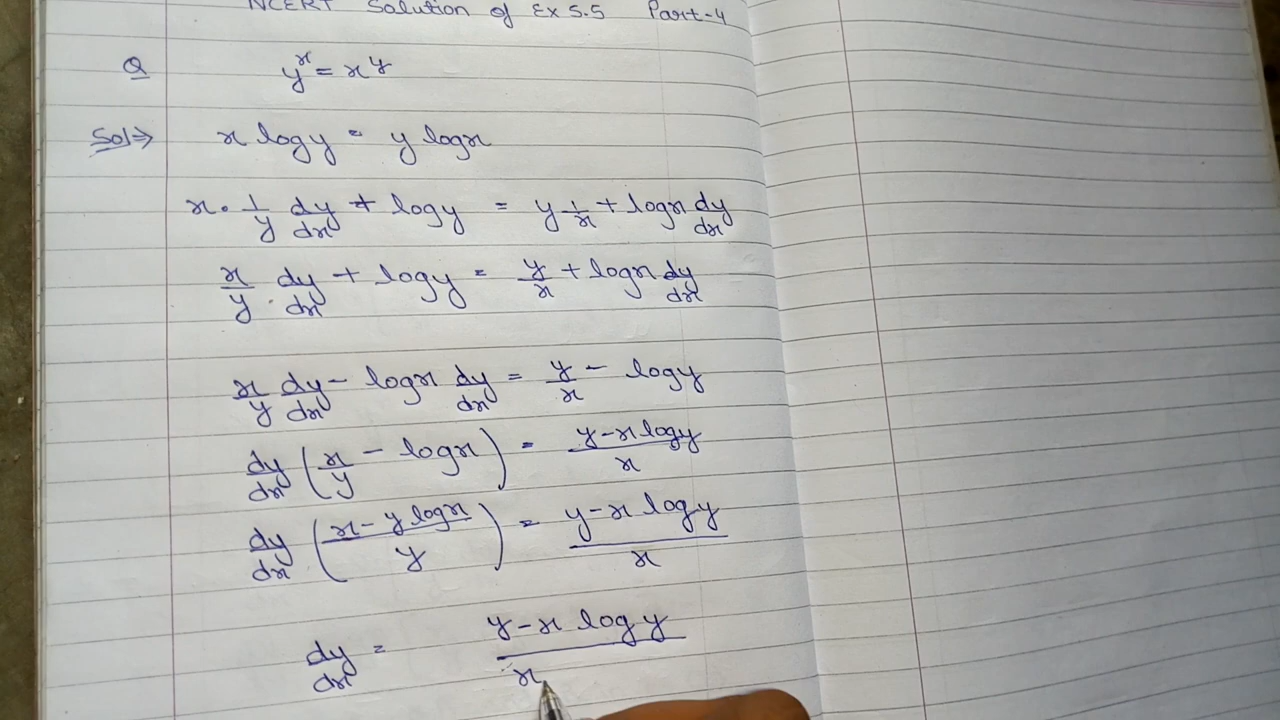 NCERT Solution of Ex 5.5 Part-4
Q y^x = x^y
Sol⇒ x log y = y log x
x · 1/y dy/dx + log y = y 1/x + log x dy/dx
x/y · dy/dx + log y = y/x + log x dy/dx
x/y dy/dx - log x dy/dx = y/x - log y
dy/dx (x/y - log x) = (y - x log y)/x
dy/dx ((x - y log x)/y) = (y - x log y)/x
dy/dx = (y - x log y)/x